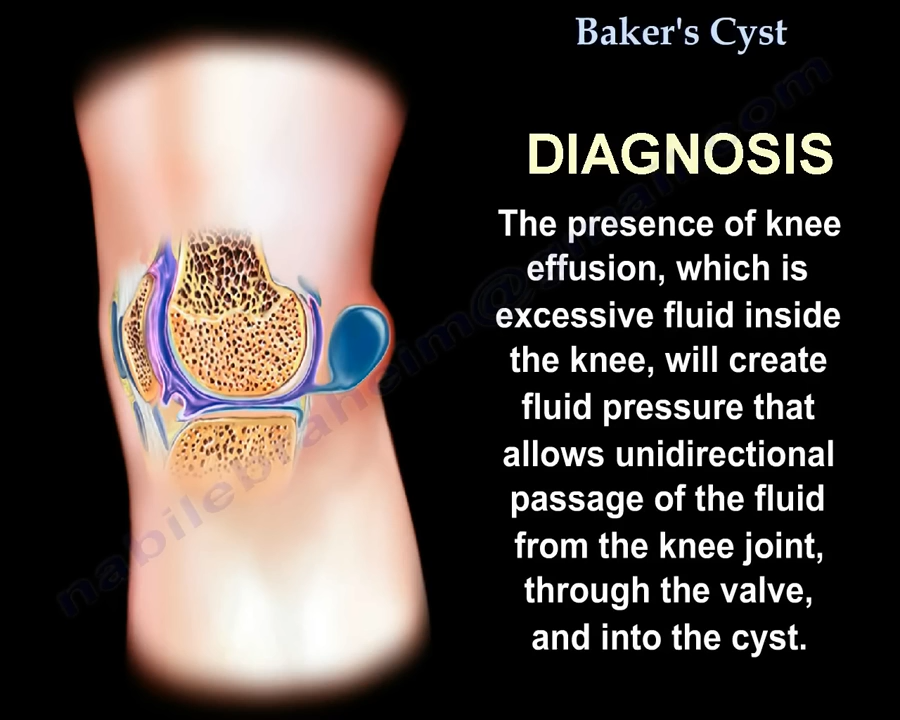 Baker's Cyst
DIAGNOSIS
The presence of knee
effusion, which is
excessive fluid inside
the knee, will create
fluid pressure that
allows unidirectional
passage of the fluid
from the knee joint,
through the valve,
and into the cyst.